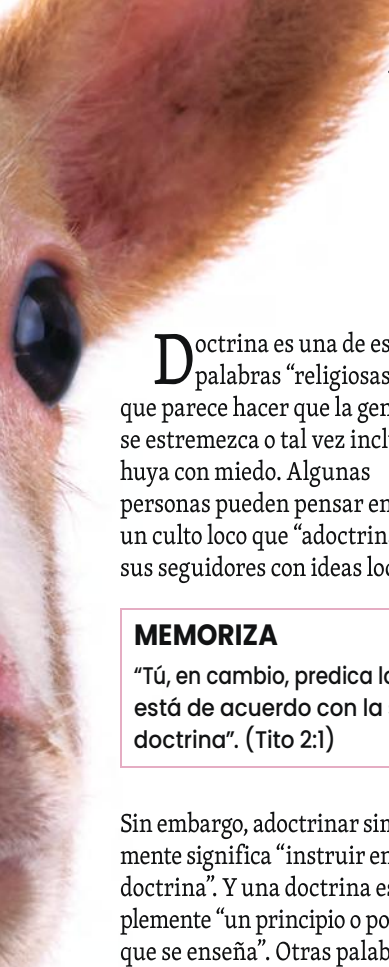 Doctrina es una de es
palabras “religiosas
que parece hacer que la gen
se estremezca o tal vez incl
huya con miedo. Algunas
personas pueden pensar en
un culto loco que “adoctrin
sus seguidores con ideas loc
MEMORIZA
“Tú, en cambio, predica l
está de acuerdo con la
doctrina”. (Tito 2:1)
Sin embargo, adoctrinar sim
mente significa “instruir en
doctrina”. Y una doctrina es
plemente “un principio o po
que se enseña”. Otras palab